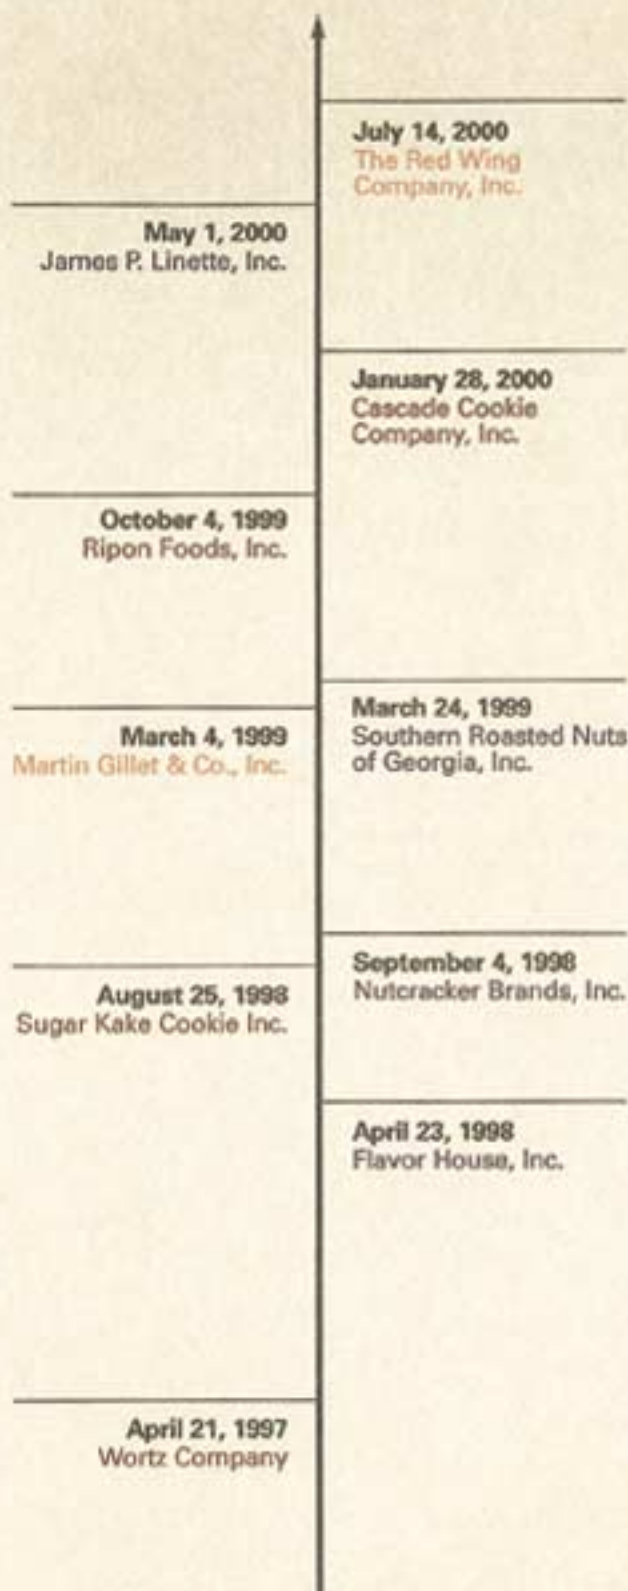 July 14, 2000
The Red Wing
Company, Inc.
May 1, 2000
James P. Linette, Inc.
January 28, 2000
Cascade Cookie
Company, Inc.
October 4, 1999
Ripon Foods, Inc.
March 24, 1999
Southern Roasted Nuts
of Georgia, Inc.
March 4, 1999
Martin Gillet & Co., Inc.
September 4, 1998
Nutcracker Brands, Inc.
August 25, 1998
Sugar Kake Cookie Inc.
April 23, 1998
Flavor House, Inc.
April 21, 1997
Wortz Company